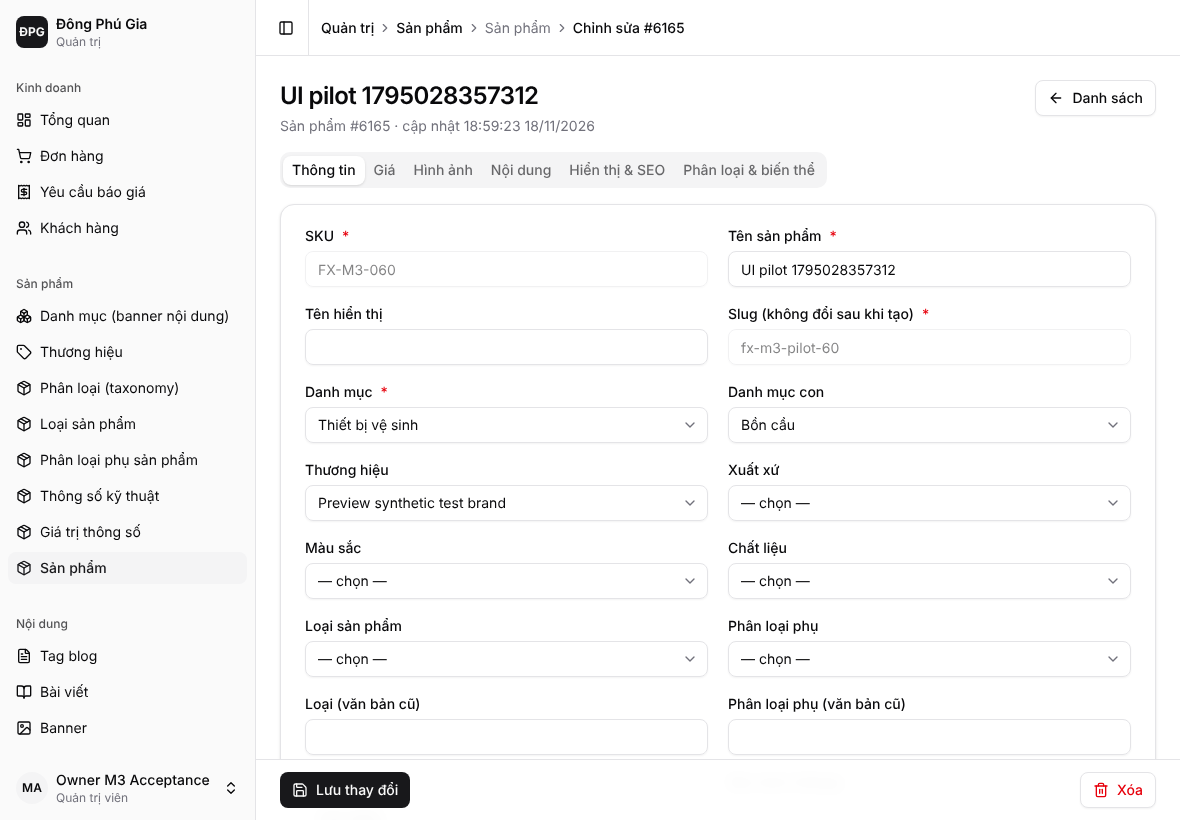 ĐPG
Đông Phú Gia
Quản trị
Kinh doanh
Tổng quan
Đơn hàng
Yêu cầu báo giá
Khách hàng
Sản phẩm
Danh mục (banner nội dung)
Thương hiệu
Phân loại (taxonomy)
Loại sản phẩm
Phân loại phụ sản phẩm
Thông số kỹ thuật
Giá trị thông số
Sản phẩm
Nội dung
Tag blog
Bài viết
Banner
MA
Owner M3 Acceptance
Quản trị viên
Quản trị > Sản phẩm > Sản phẩm > Chỉnh sửa #6165
UI pilot 1795028357312
Sản phẩm #6165 · cập nhật 18:59:23 18/11/2026
Danh sách
Thông tin Giá Hình ảnh Nội dung Hiển thị & SEO Phân loại & biến thể
SKU * Tên sản phẩm *
FX-M3-060 UI pilot 1795028357312
Tên hiển thị Slug (không đổi sau khi tạo) *
fx-m3-pilot-60
Danh mục * Danh mục con
Thiết bị vệ sinh Bồn cầu
Thương hiệu Xuất xứ
Preview synthetic test brand — chọn —
Màu sắc Chất liệu
— chọn — — chọn —
Loại sản phẩm Phân loại phụ
— chọn — — chọn —
Loại (văn bản cũ) Phân loại phụ (văn bản cũ)
Lưu thay đổi Xóa